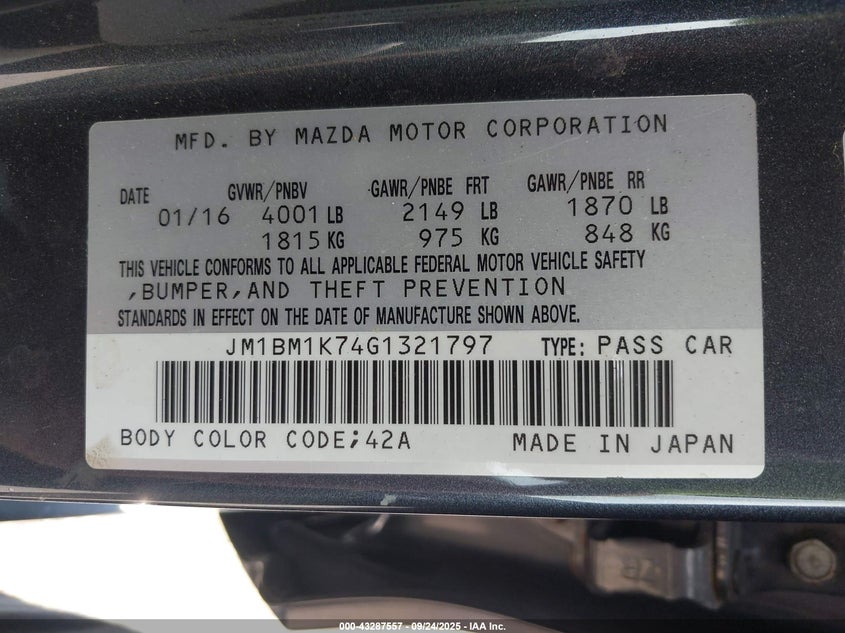 MFD. BY MAZDA MOTOR CORPORATION
DATE GVWR/PNBV GAWR/PNBE FRT GAWR/PNBE RR
01/16 4001 LB 2149 LB 1870 LB
1815 KG 975 KG 848 KG
THIS VEHICLE CONFORMS TO ALL APPLICABLE FEDERAL MOTOR VEHICLE SAFETY
,BUMPER,AND THEFT PREVENTION
STANDARDS IN EFFECT ON THE DATE OF MANUFACTURE SHOWN ABOVE.
JM1BM1K74G1321797 TYPE: PASS CAR
BODY COLOR CODE;42A MADE IN JAPAN
000-43287557 - 09/24/2025 - IAA Inc.